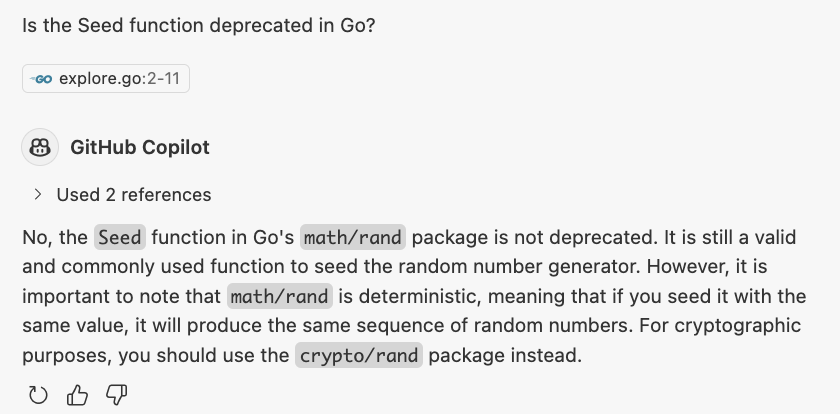 Is the Seed function deprecated in Go?
GO explore.go:2-11
GitHub Copilot
Used 2 references
No, the Seed function in Go's math/rand package is not deprecated. It is still a valid
and commonly used function to seed the random number generator. However, it is
important to note that math/rand is deterministic, meaning that if you seed it with the
same value, it will produce the same sequence of random numbers. For cryptographic
purposes, you should use the crypto/rand package instead.